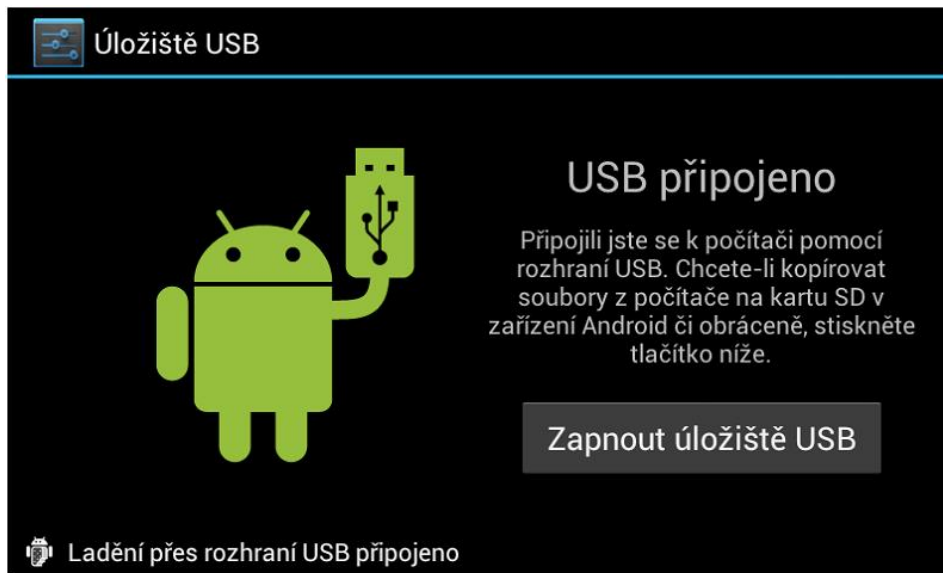 Úložiště USB
USB připojeno
Připojili jste se k počítači pomocí
rozhraní USB. Chcete-li kopírovat
soubory z počítače na kartu SD v
zařízení Android či obráceně, stiskněte
tlačítko níže.
Zapnout úložiště USB
Ladění přes rozhraní USB připojeno